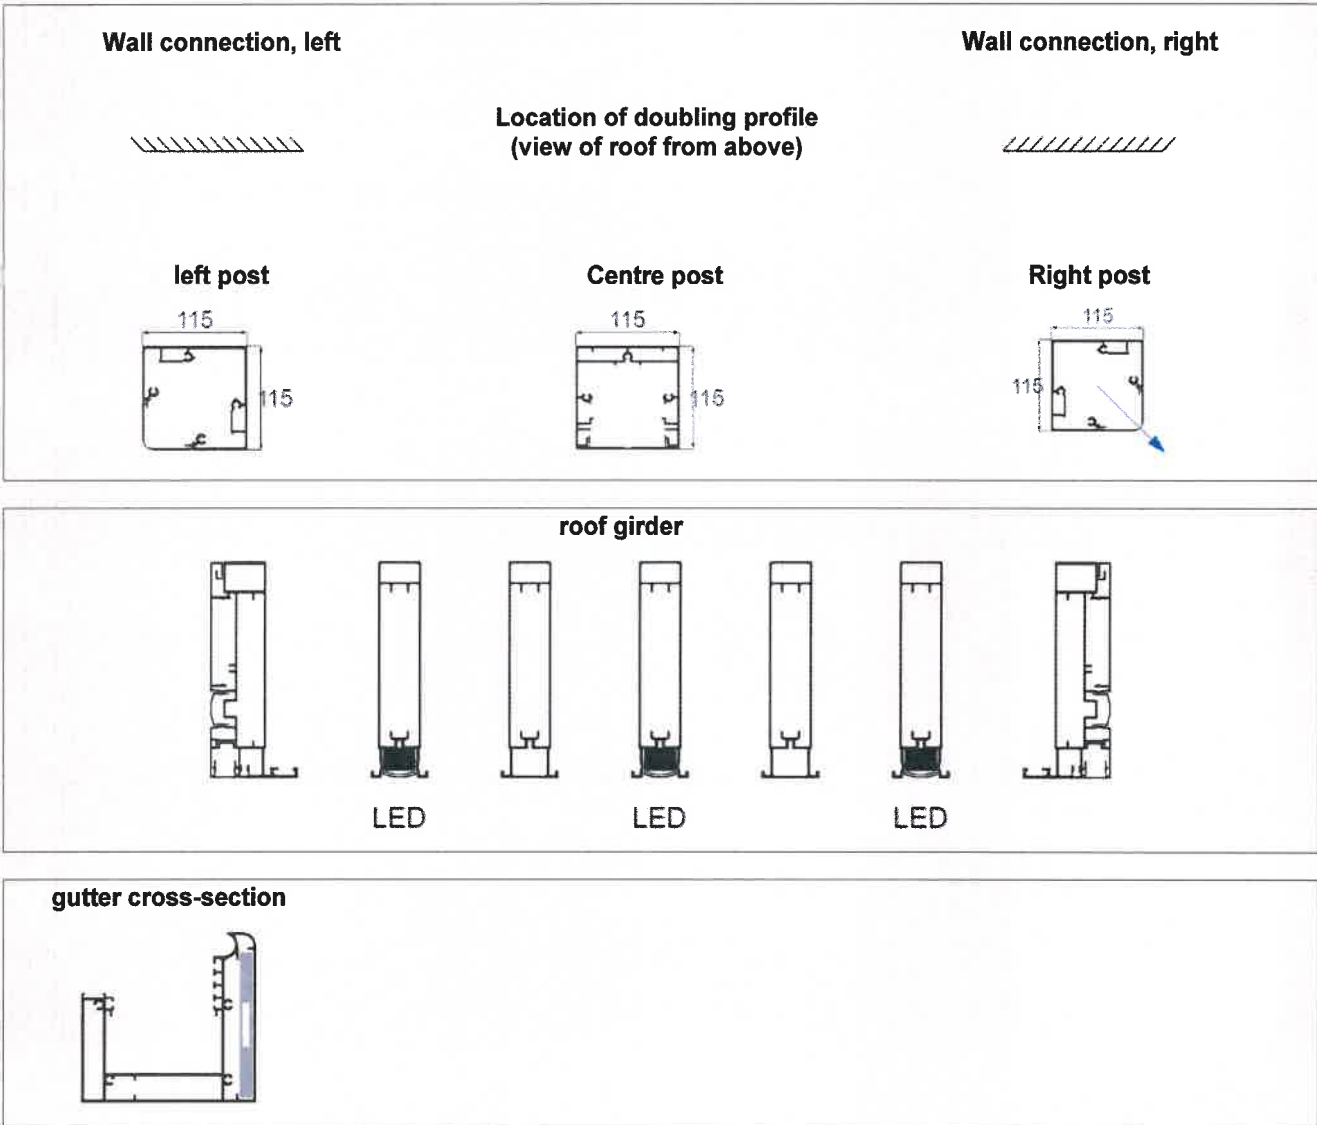 Wall connection, left
Wall connection, right
Location of doubling profile
(view of roof from above)
left post
Centre post
Right post
115
115
115
115
115
115
roof girder
LED
LED
LED
gutter cross-section